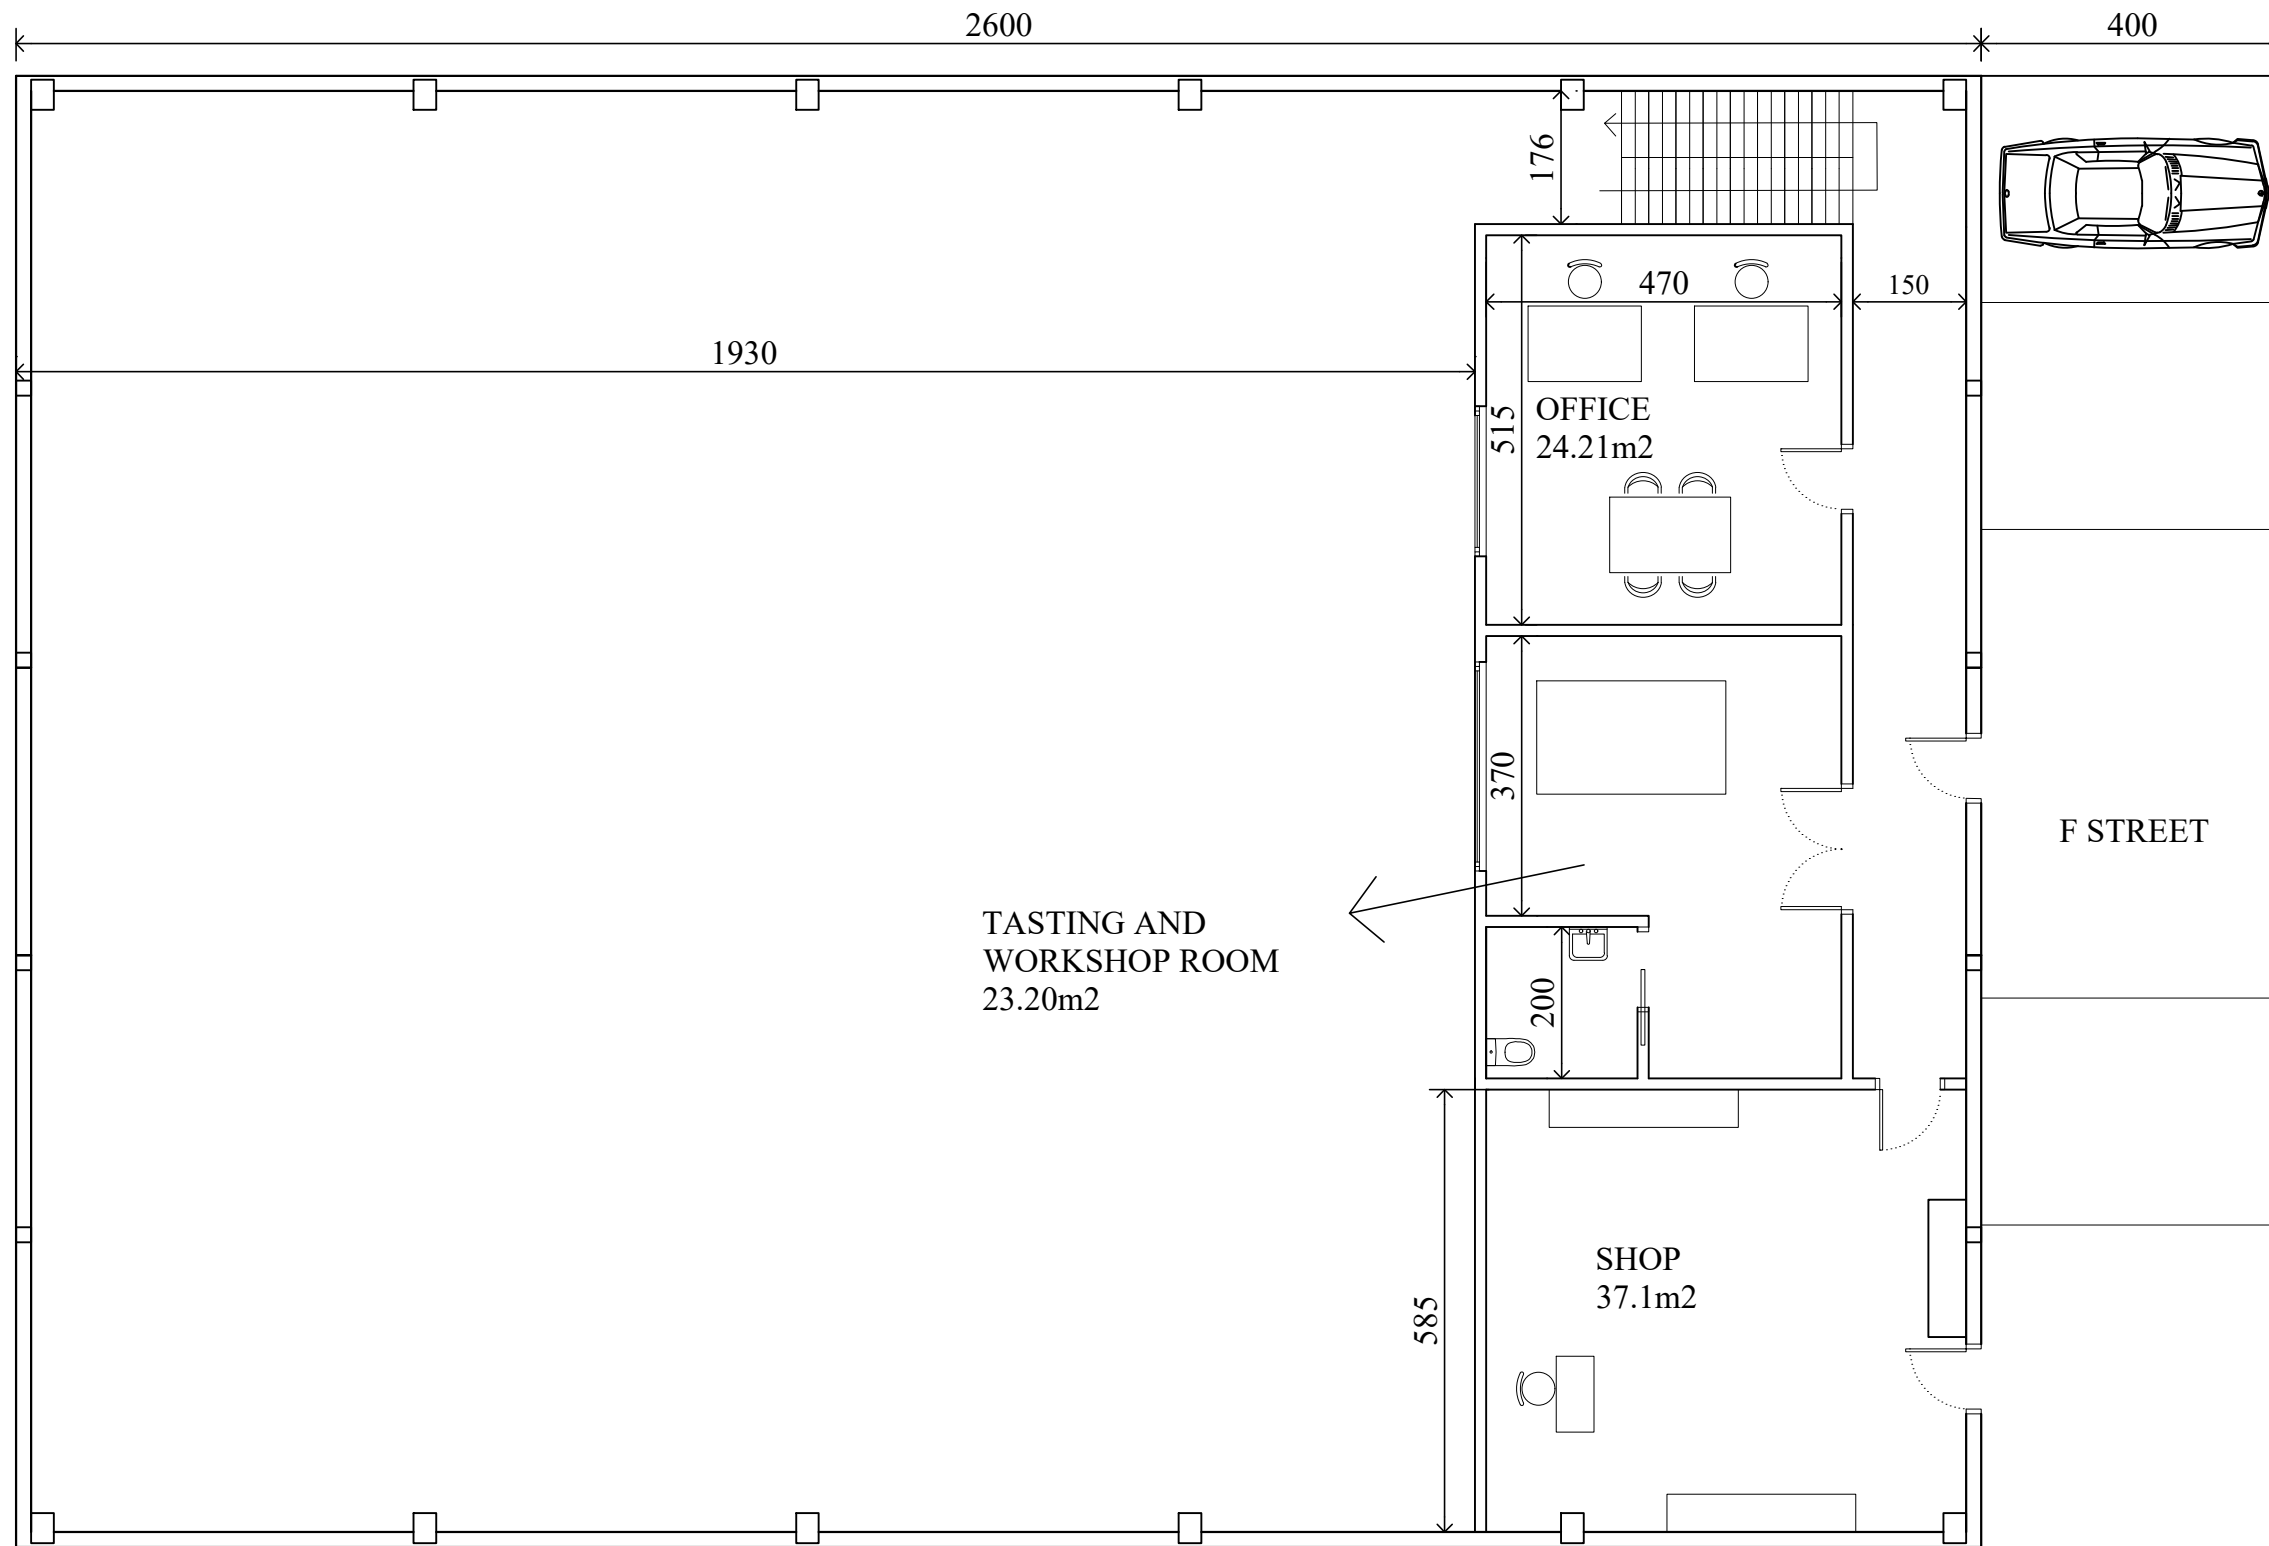 2600
400
176
470
150
1930
515
OFFICE
24.21m2
370
F STREET
TASTING AND
WORKSHOP ROOM
23.20m2
200
585
SHOP
37.1m2